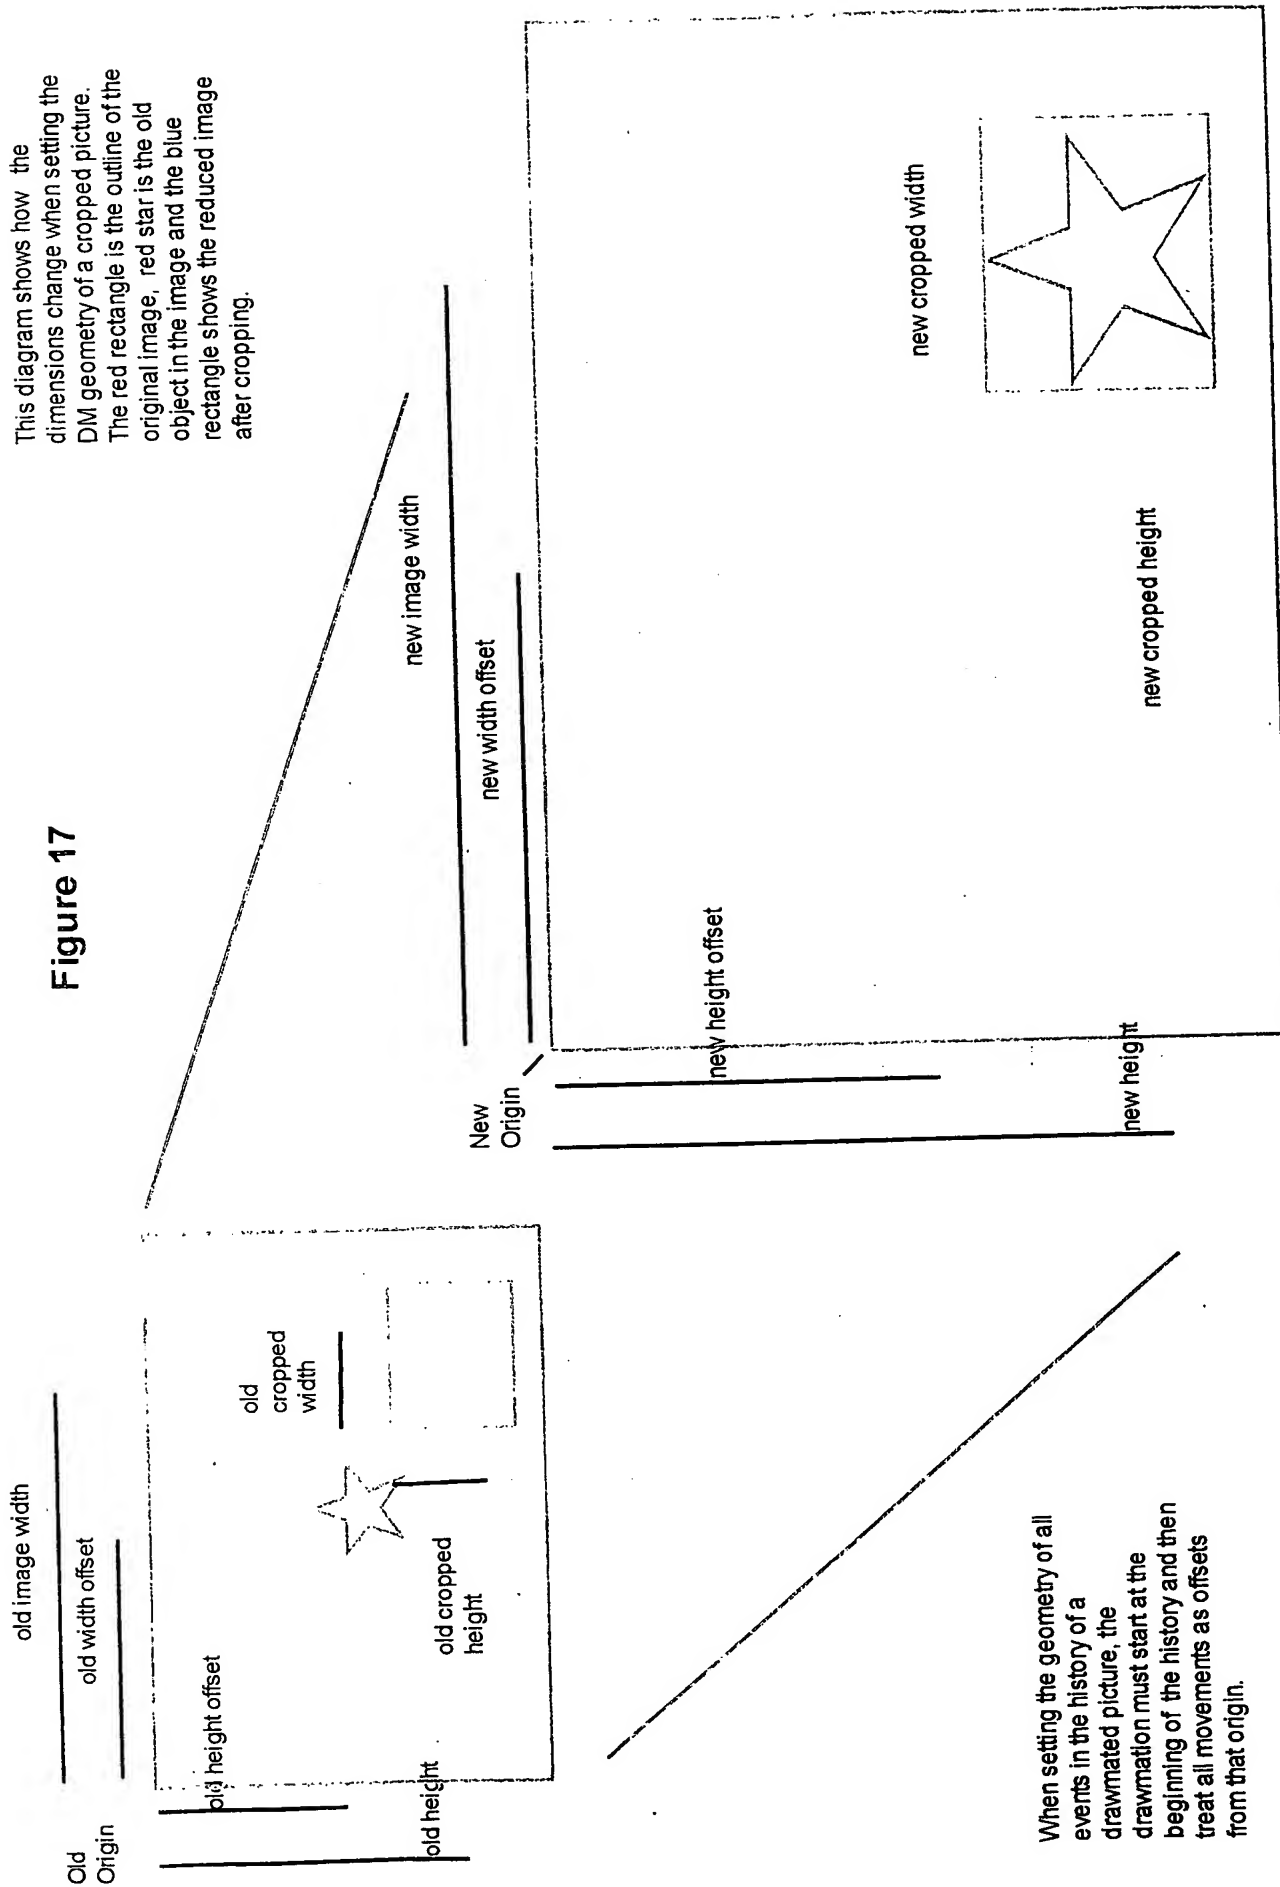 Figure 17
This diagram shows how the
dimensions change when setting the
DM geometry of a cropped picture.
The red rectangle is the outline of the
original image, red star is the old
object in the image and the blue
rectangle shows the reduced image
after cropping.
old image width
old width offset
Old
Origin
old height offset
old height
old
cropped
width
old cropped
height
new image width
new width offset
New
Origin
new height offset
new height
new cropped width
new cropped height
When setting the geometry of all
events in the history of a
drawmated picture, the
drawmation must start at the
beginning of the history and then
treat all movements as offsets
from that origin.